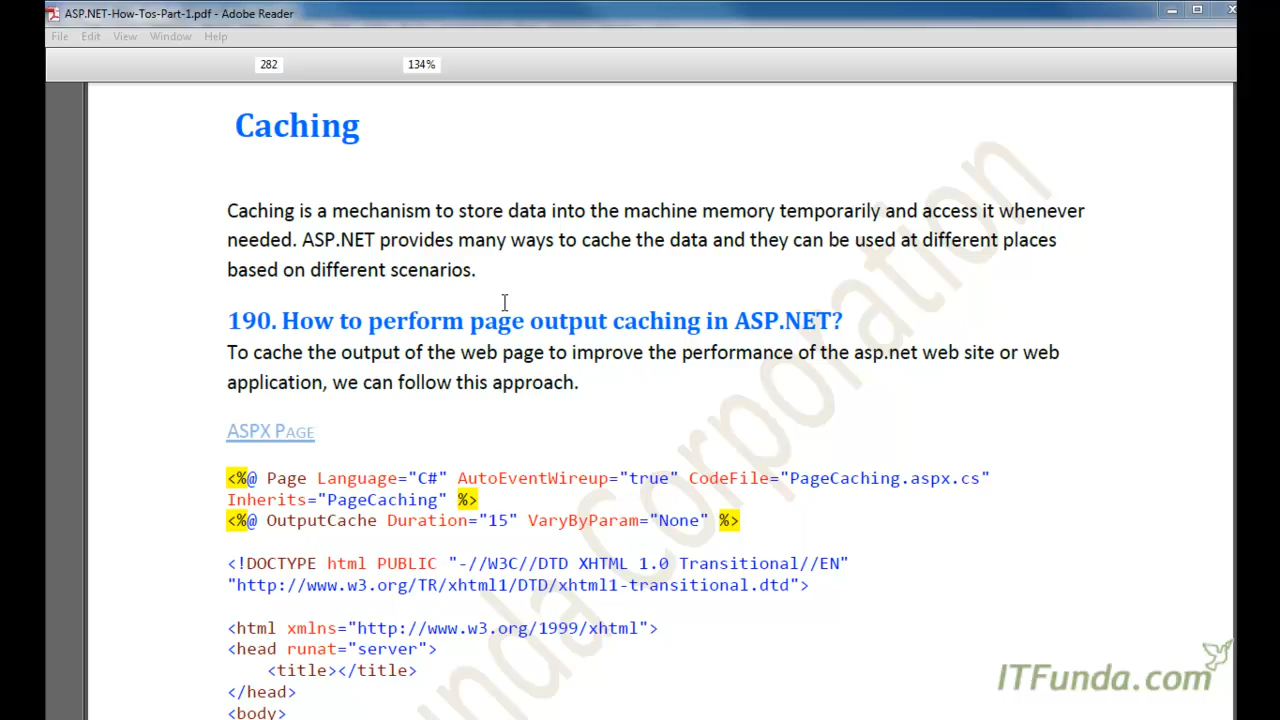 ASP.NET-How-Tos-Part-1.pdf - Adobe Reader
File Edit View Window Help
282 134%
Caching
Caching is a mechanism to store data into the machine memory temporarily and access it whenever
needed. ASP.NET provides many ways to cache the data and they can be used at different places
based on different scenarios.
190. How to perform page output caching in ASP.NET?
To cache the output of the web page to improve the performance of the asp.net web site or web
application, we can follow this approach.
ASPX PAGE
<%@ Page Language="C#" AutoEventWireup="true" CodeFile="PageCaching.aspx.cs"
Inherits="PageCaching" %>
<%@ OutputCache Duration="15" VaryByParam="None" %>
<!DOCTYPE html PUBLIC "-//W3C//DTD XHTML 1.0 Transitional//EN"
"http://www.w3.org/TR/xhtml1/DTD/xhtml1-transitional.dtd">
<html xmlns="http://www.w3.org/1999/xhtml">
<head runat="server">
<title></title>
</head>
<body>
unda Corporation
ITFunda.com